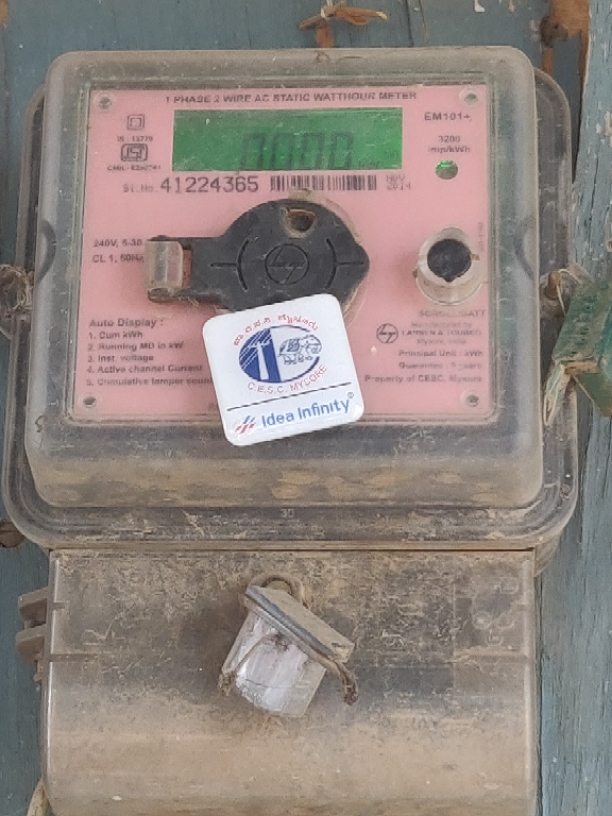 1 PHASE 2 WIRE AC STATIC WATTHOUR METER
EM101+
IS : 13779
3200
imp/kWh
Sl.No. 41224365
2014
240V, 5-30
CL 1, 50Hz
Auto Display :
1. Cum kWh
2. Running MD in kW
3. Inst. voltage
4. Active channel Current
5. Cumulative tamper count
Manufactured by
LARSEN & TOUBRO
Mysore, India
Principal Unit : kWh
Property of CESC, Mysore
C.E.S.C. MYSORE
Idea Infinity
30